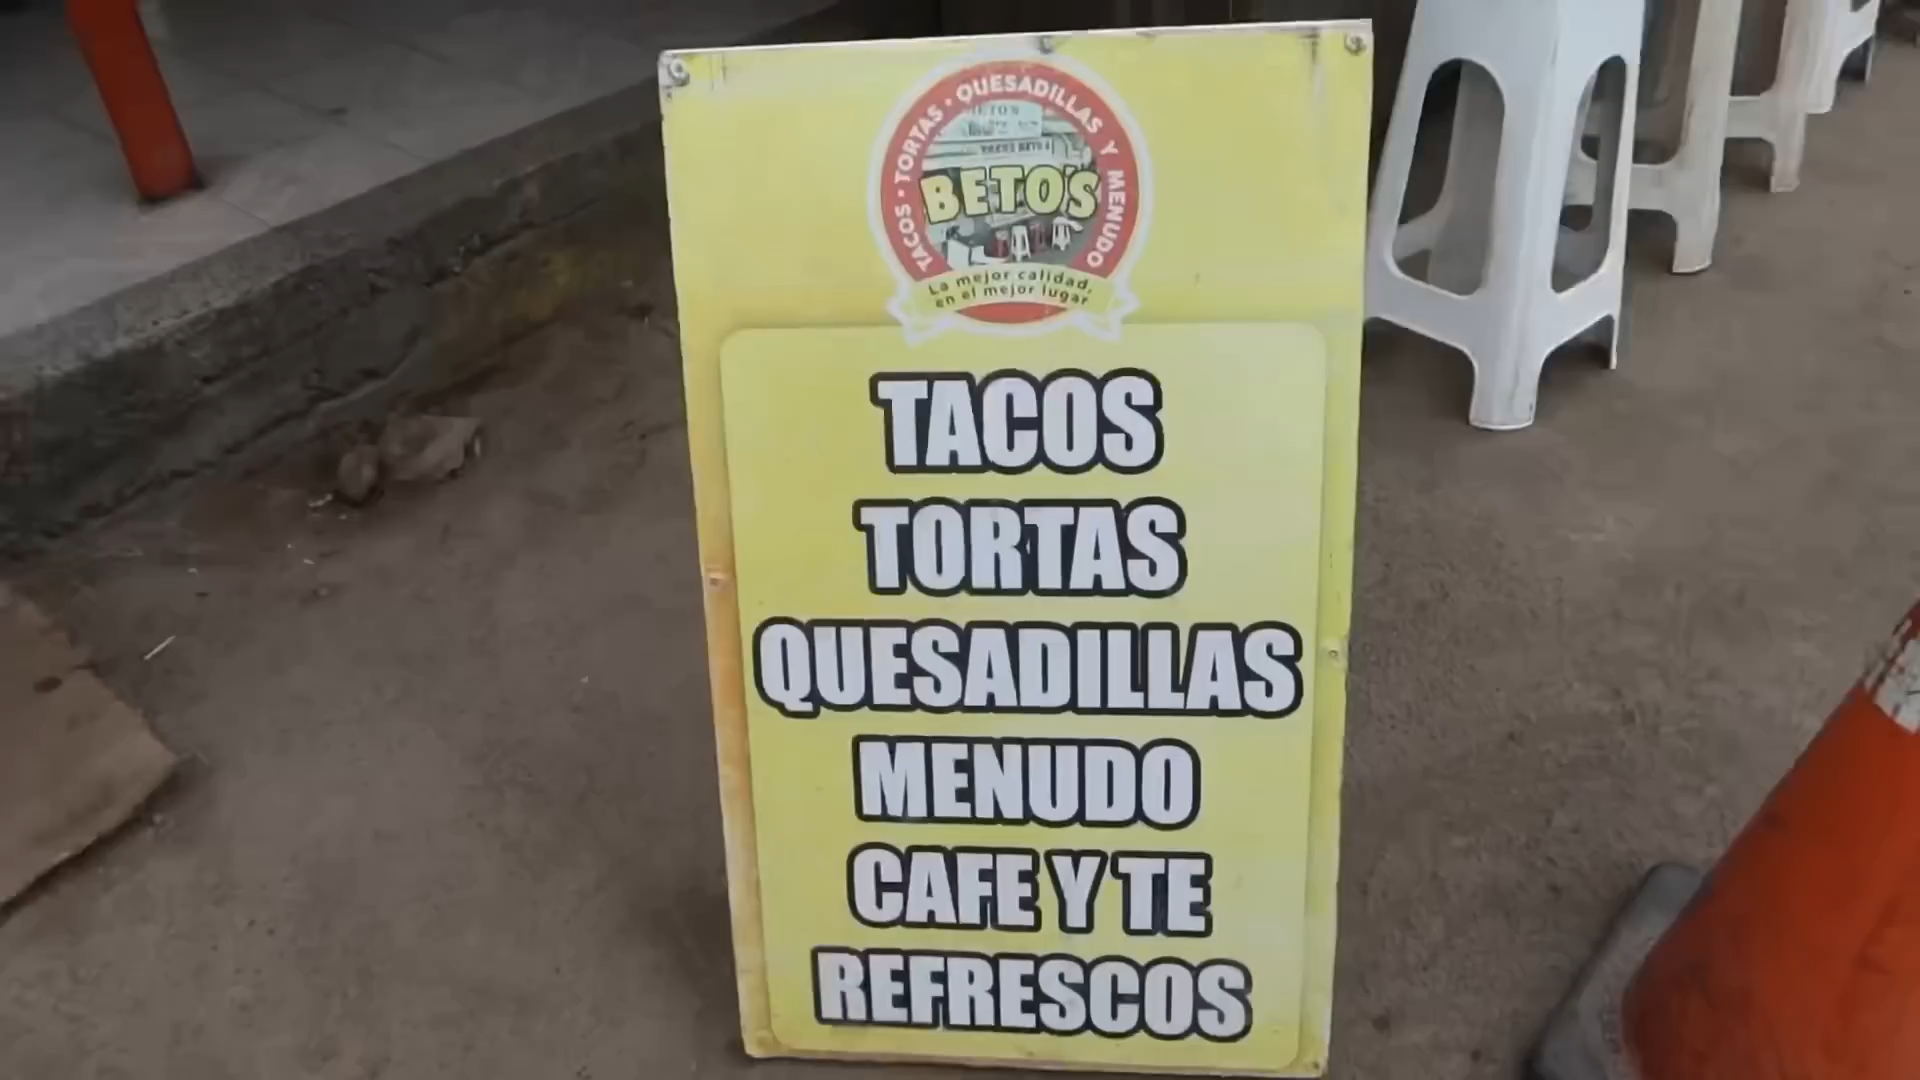 TACOS • TORTAS • QUESADILLAS Y MENUDO
BETO'S
La mejor calidad,
en el mejor lugar
TACOS
TORTAS
QUESADILLAS
MENUDO
CAFE Y TE
REFRESCOS